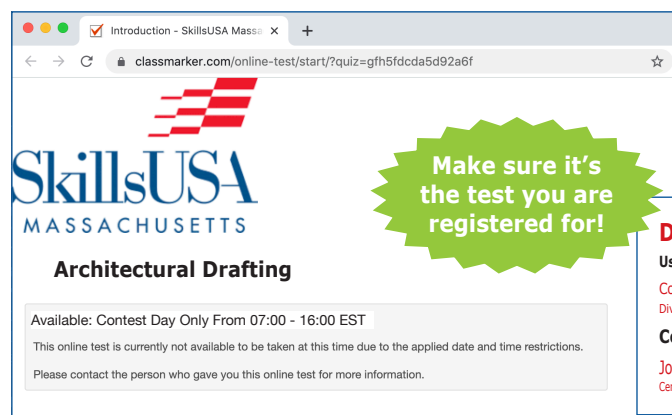 Introduction - SkillsUSA Massa
classmarker.com/online-test/start/?quiz=gfh5fdcda5d92a6f
SkillsUSA
MASSACHUSETTS
Make sure it's
the test you are
registered for!
Architectural Drafting
Available: Contest Day Only From 07:00 - 16:00 EST
This online test is currently not available to be taken at this time due to the applied date and time restrictions.
Please contact the person who gave you this online test for more information.